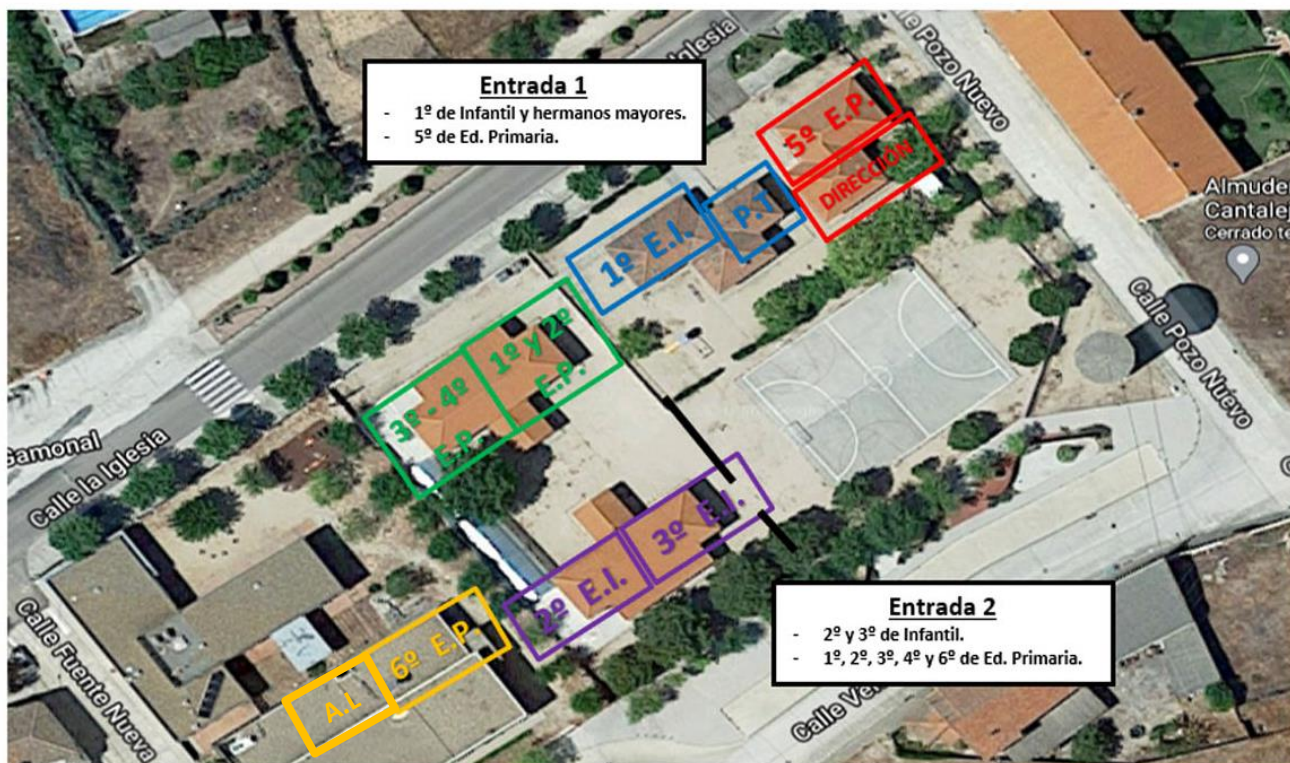 Iglesia
Calle Pozo Nuevo
Entrada 1
- 1º de Infantil y hermanos mayores.
- 5º de Ed. Primaria.
5º E.P.
DIRECCIÓN
P.T
1º E.I.
Almuden
Cantalej
Cerrado te
Calle Pozo Nuevo
1º y 2º
E.P.
3º - 4º
E.P.
Gamonal
Calle la Iglesia
3º E.I.
2º E.I.
6º E.P.
A.L
Calle Fuente Nueva
Entrada 2
- 2º y 3º de Infantil.
- 1º, 2º, 3º, 4º y 6º de Ed. Primaria.
Calle Ver